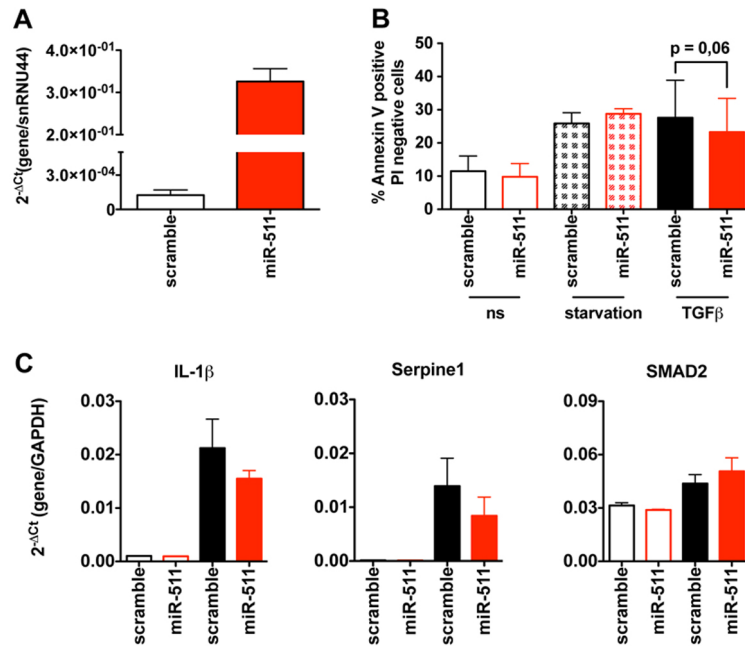 A
2^-ΔCt (gene/snRNU44)
4.0×10^-01
3.0×10^-01
2.0×10^-01
3.0×10^-04
0
scramble
miR-511
B
% Annexin V positive
PI negative cells
50
40
30
20
10
0
p = 0,06
scramble
miR-511
scramble
miR-511
scramble
miR-511
ns
starvation
TGFβ
C
2^-ΔCt (gene/GAPDH)
IL-1β
0.03
0.02
0.01
0.00
scramble
miR-511
scramble
miR-511
Serpine1
0.03
0.02
0.01
0.00
scramble
miR-511
scramble
miR-511
SMAD2
0.09
0.06
0.03
0.00
scramble
miR-511
scramble
miR-511